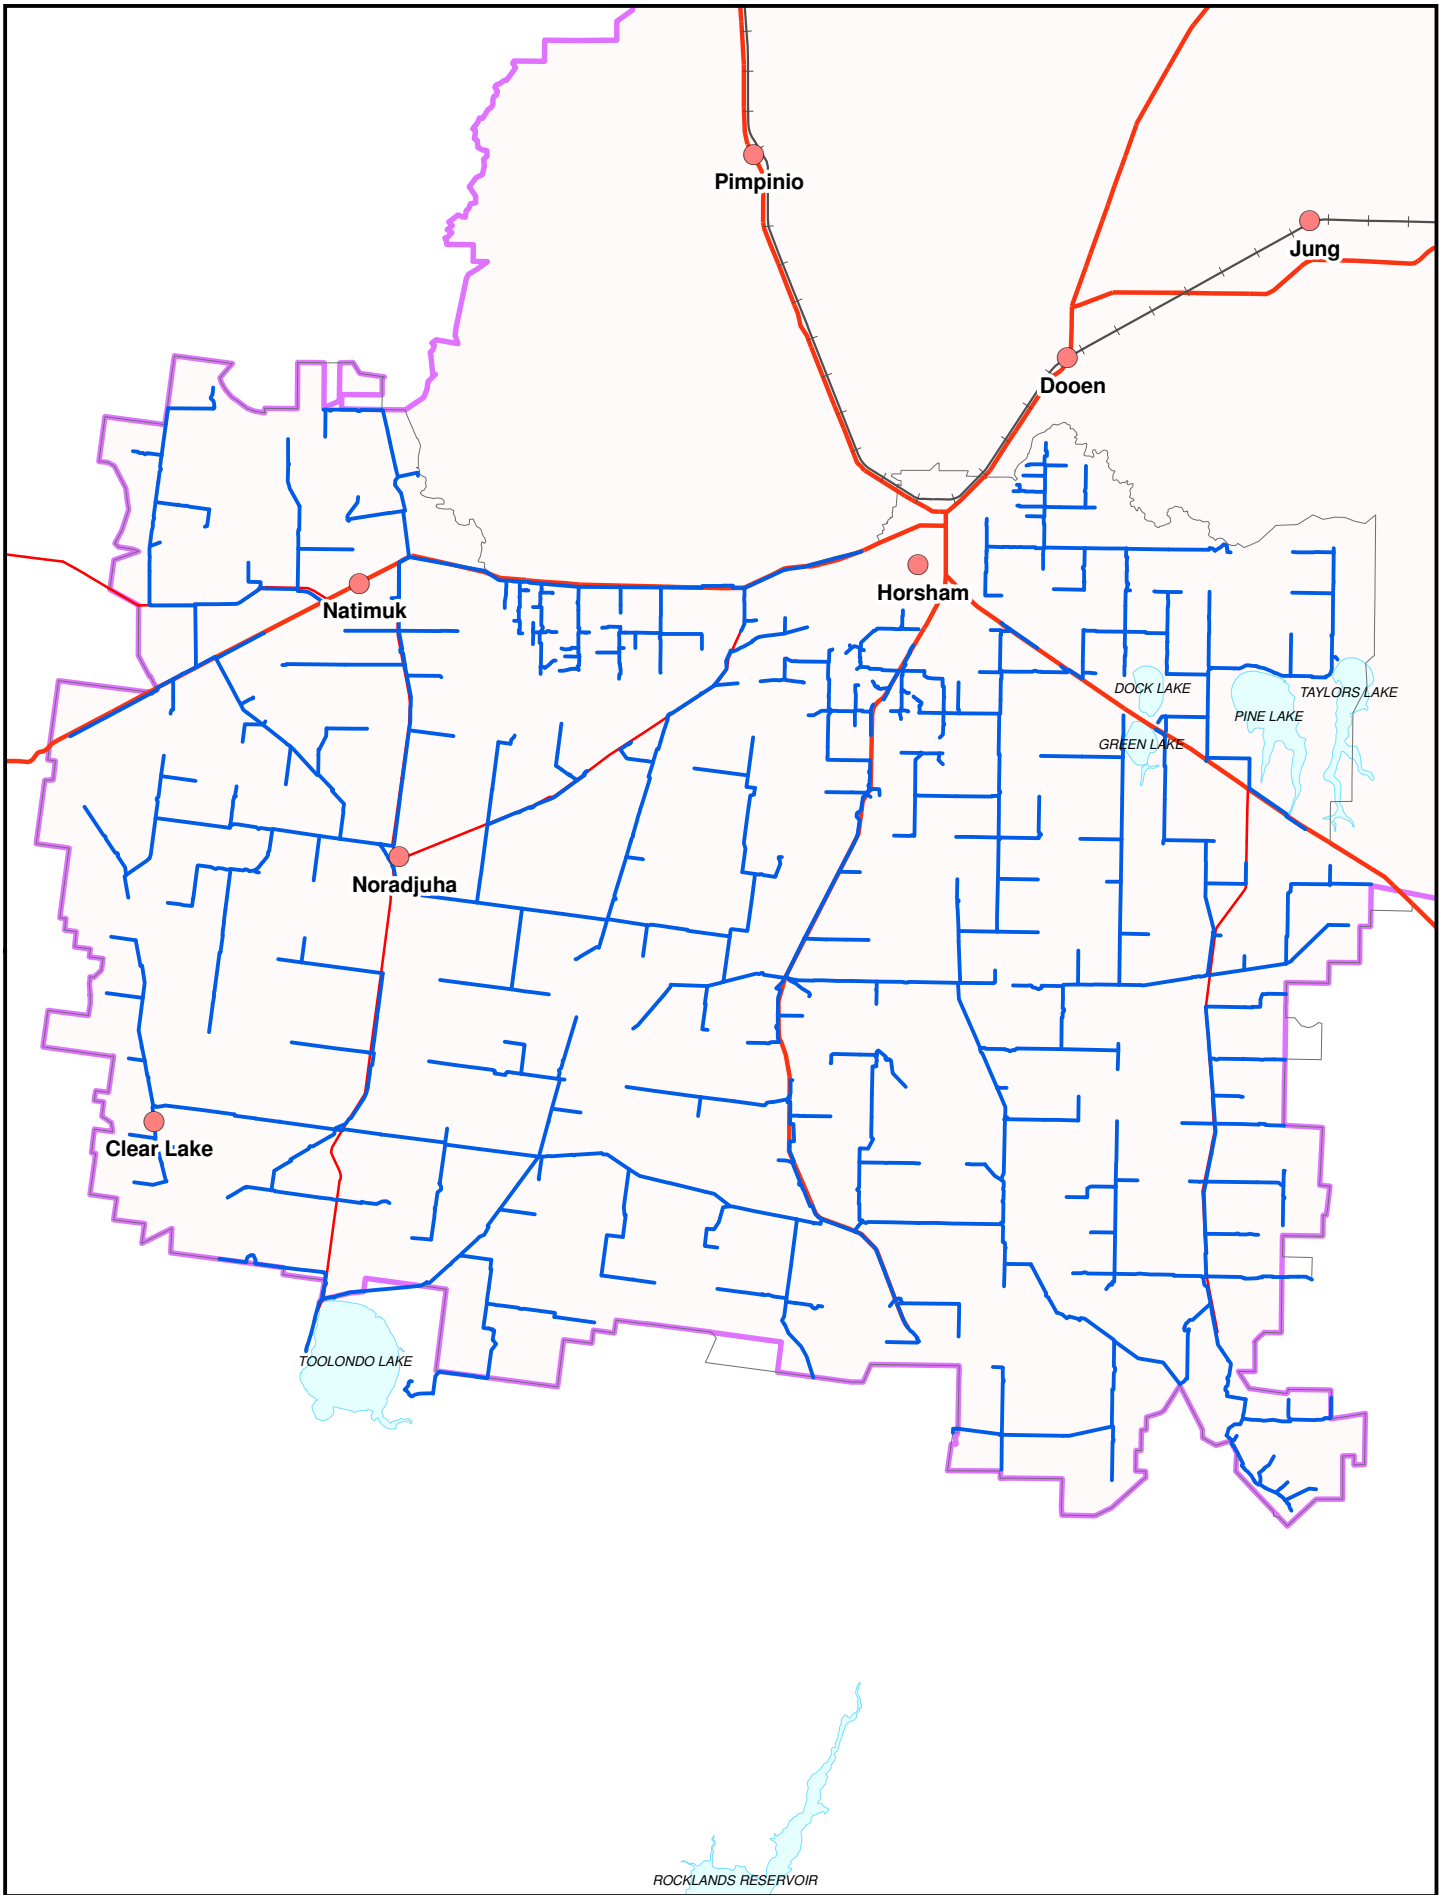 Pimpinio
Jung
Dooen
Horsham
Natimuk
DOCK LAKE
TAYLORS LAKE
PINE LAKE
GREEN LAKE
Noradjuha
Clear Lake
TOOLONDO LAKE
ROCKLANDS RESERVOIR